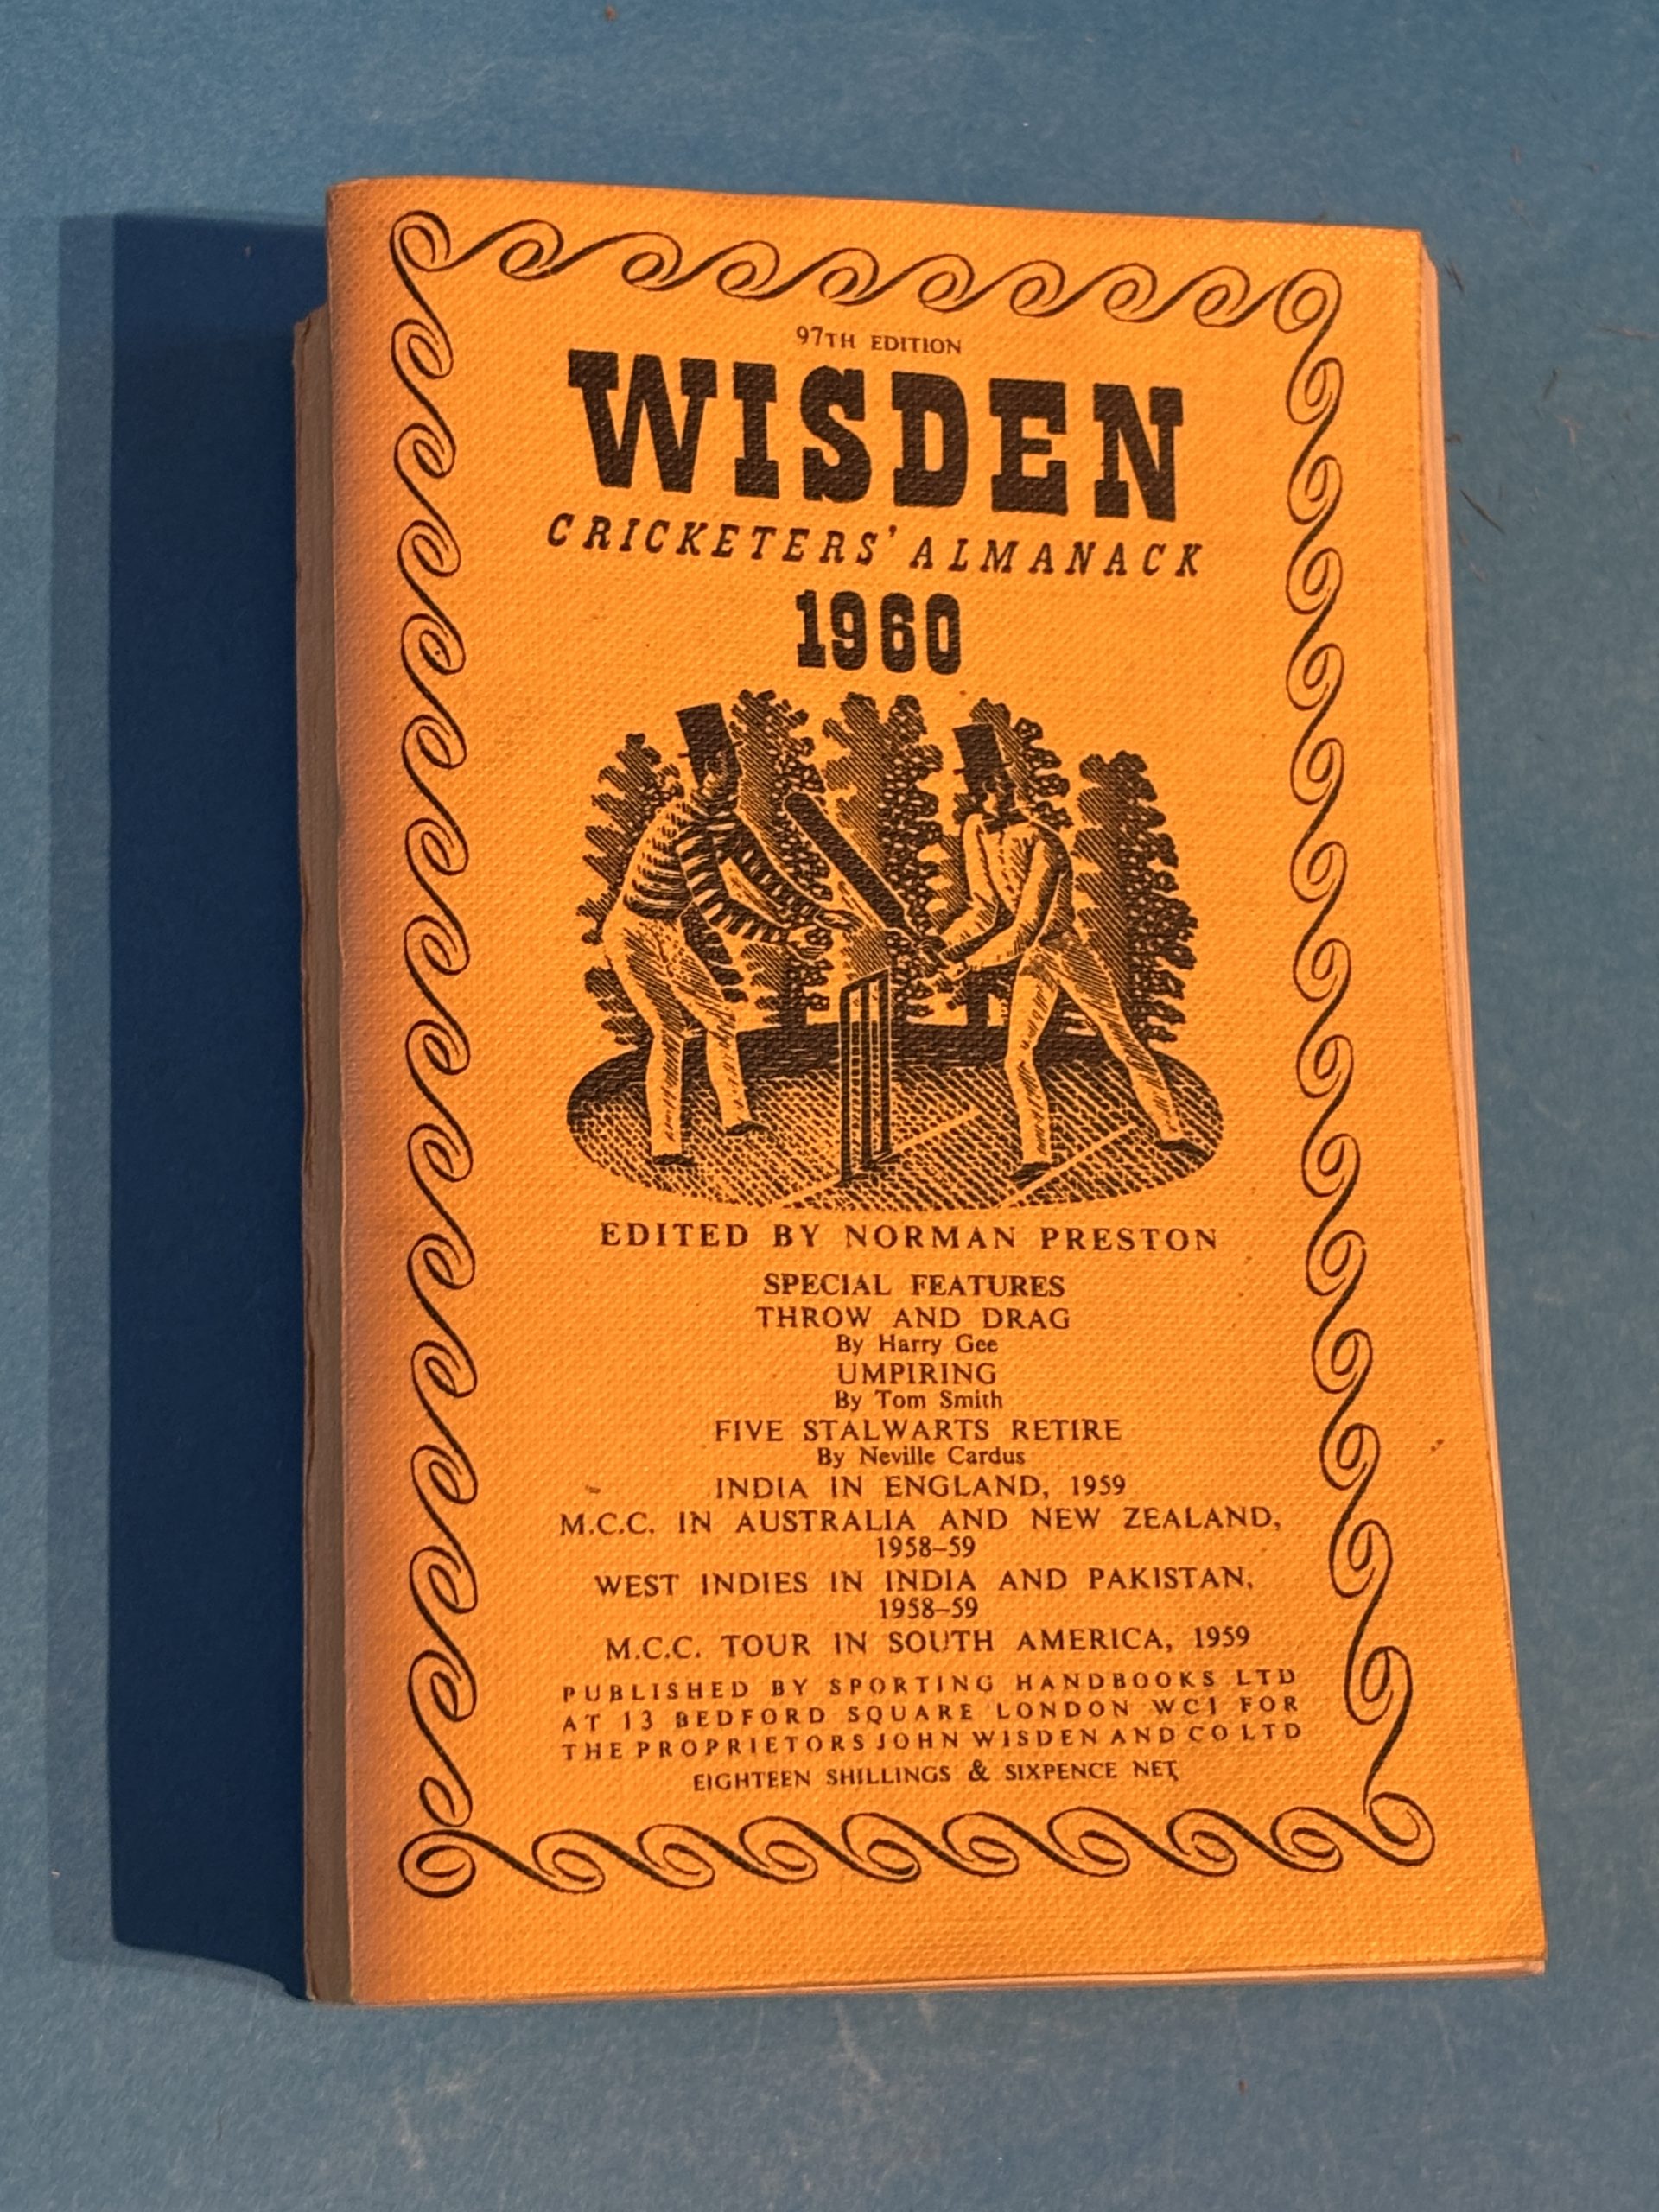 97TH EDITION
WISDEN
CRICKETERS' ALMANACK
1960
EDITED BY NORMAN PRESTON
SPECIAL FEATURES
THROW AND DRAG
By Harry Gee
UMPIRING
By Tom Smith
FIVE STALWARTS RETIRE
By Neville Cardus
INDIA IN ENGLAND, 1959
M.C.C. IN AUSTRALIA AND NEW ZEALAND,
1958–59
WEST INDIES IN INDIA AND PAKISTAN,
1958–59
M.C.C. TOUR IN SOUTH AMERICA, 1959
PUBLISHED BY SPORTING HANDBOOKS LTD
AT 13 BEDFORD SQUARE LONDON WC1 FOR
THE PROPRIETORS JOHN WISDEN AND CO LTD
EIGHTEEN SHILLINGS & SIXPENCE NET